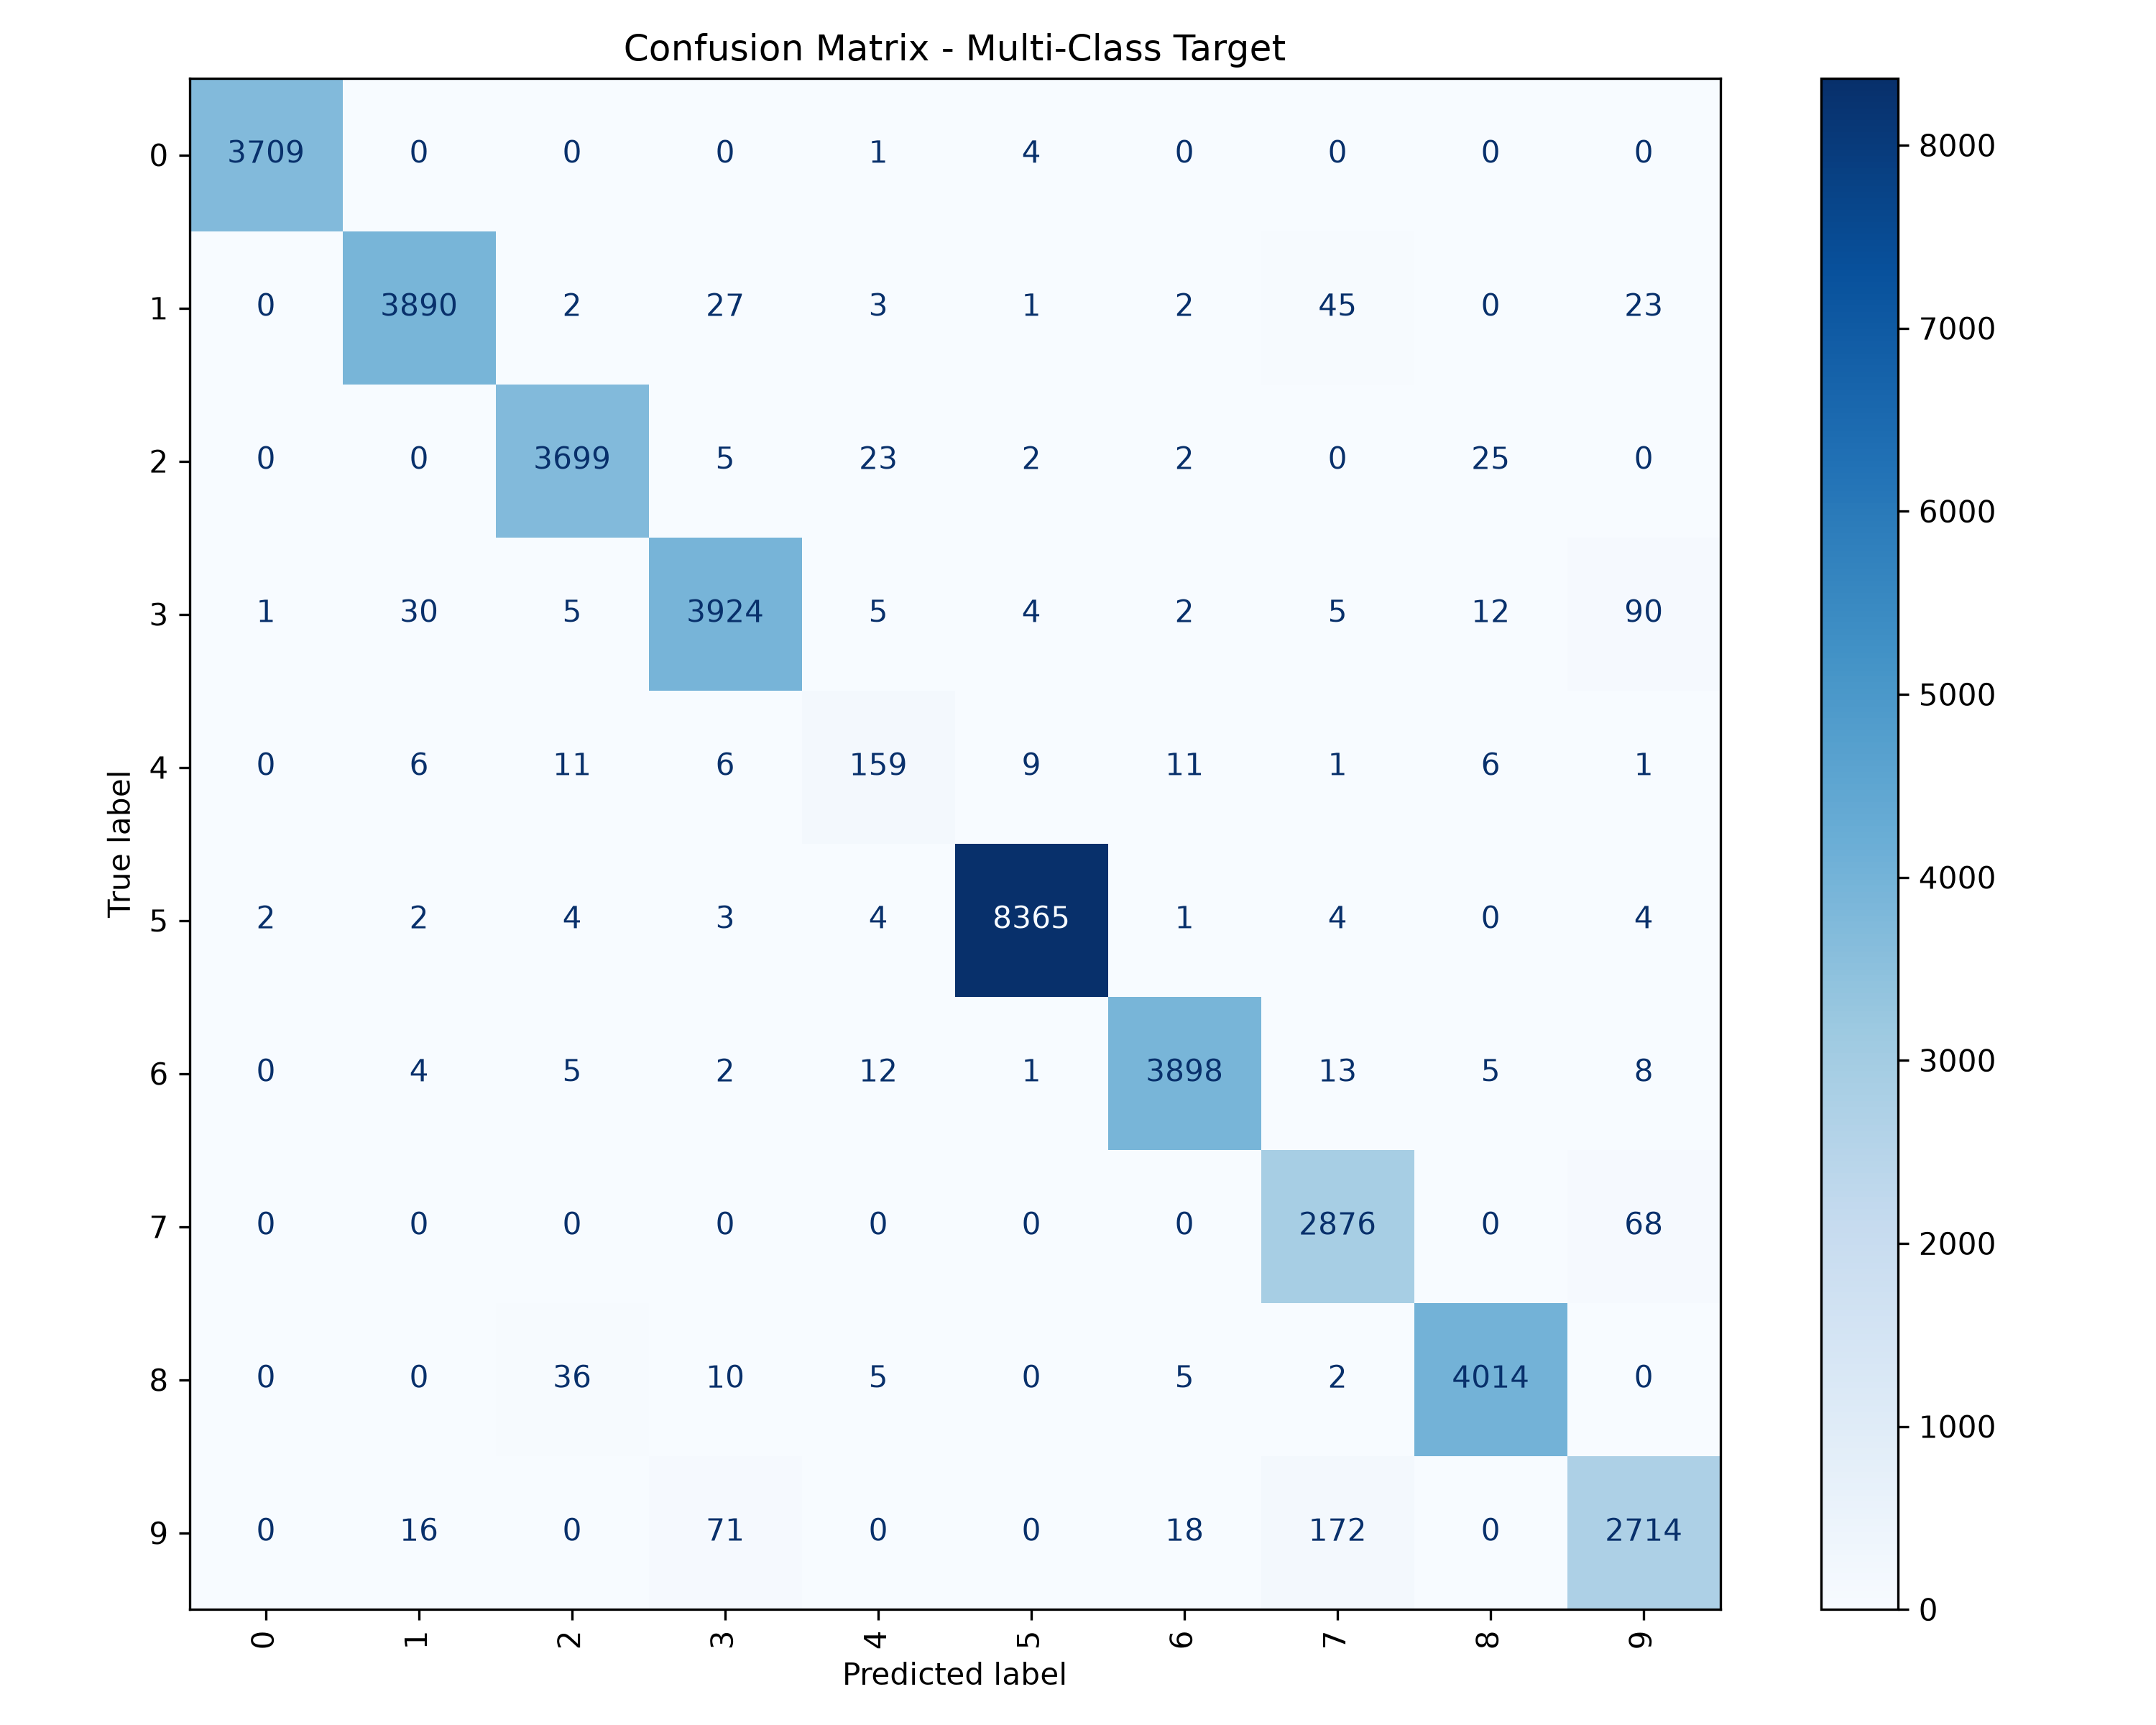 Confusion Matrix - Multi-Class Target
0 3709 0 0 0 1 4 0 0 0 0
1 0 3890 2 27 3 1 2 45 0 23
2 0 0 3699 5 23 2 2 0 25 0
3 1 30 5 3924 5 4 2 5 12 90
4 0 6 11 6 159 9 11 1 6 1
5 2 2 4 3 4 8365 1 4 0 4
6 0 4 5 2 12 1 3898 13 5 8
7 0 0 0 0 0 0 0 2876 0 68
8 0 0 36 10 5 0 5 2 4014 0
9 0 16 0 71 0 0 18 172 0 2714
0 1 2 3 4 5 6 7 8 9
Predicted label
True label
8000
7000
6000
5000
4000
3000
2000
1000
0